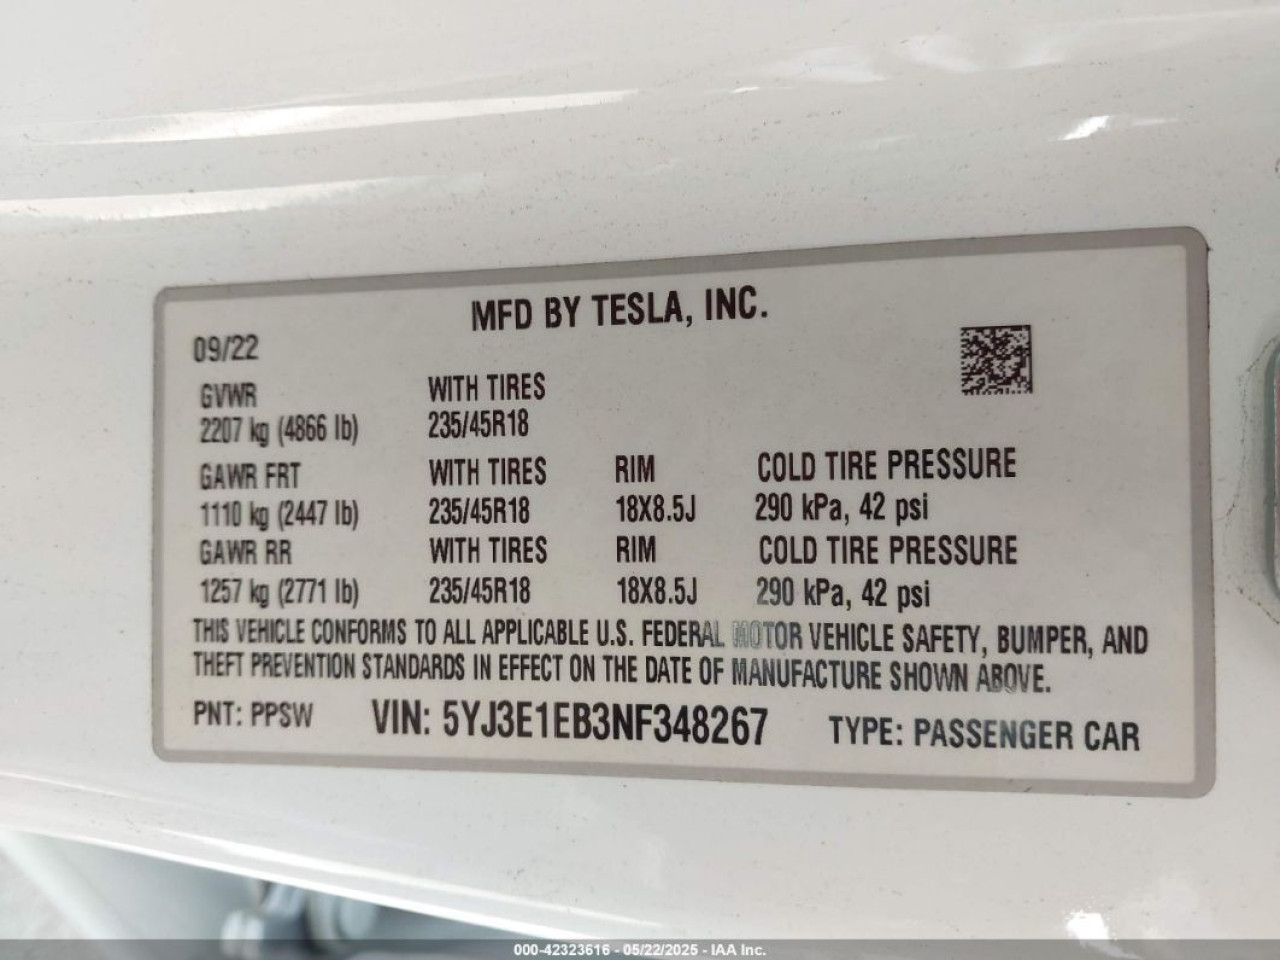 MFD BY TESLA, INC.
09/22
GVWR WITH TIRES
2207 kg (4866 lb) 235/45R18
GAWR FRT WITH TIRES RIM COLD TIRE PRESSURE
1110 kg (2447 lb) 235/45R18 18X8.5J 290 kPa, 42 psi
GAWR RR WITH TIRES RIM COLD TIRE PRESSURE
1257 kg (2771 lb) 235/45R18 18X8.5J 290 kPa, 42 psi
THIS VEHICLE CONFORMS TO ALL APPLICABLE U.S. FEDERAL MOTOR VEHICLE SAFETY, BUMPER, AND
THEFT PREVENTION STANDARDS IN EFFECT ON THE DATE OF MANUFACTURE SHOWN ABOVE.
PNT: PPSW VIN: 5YJ3E1EB3NF348267 TYPE: PASSENGER CAR
000-42323616 - 05/22/2025 - IAA Inc.